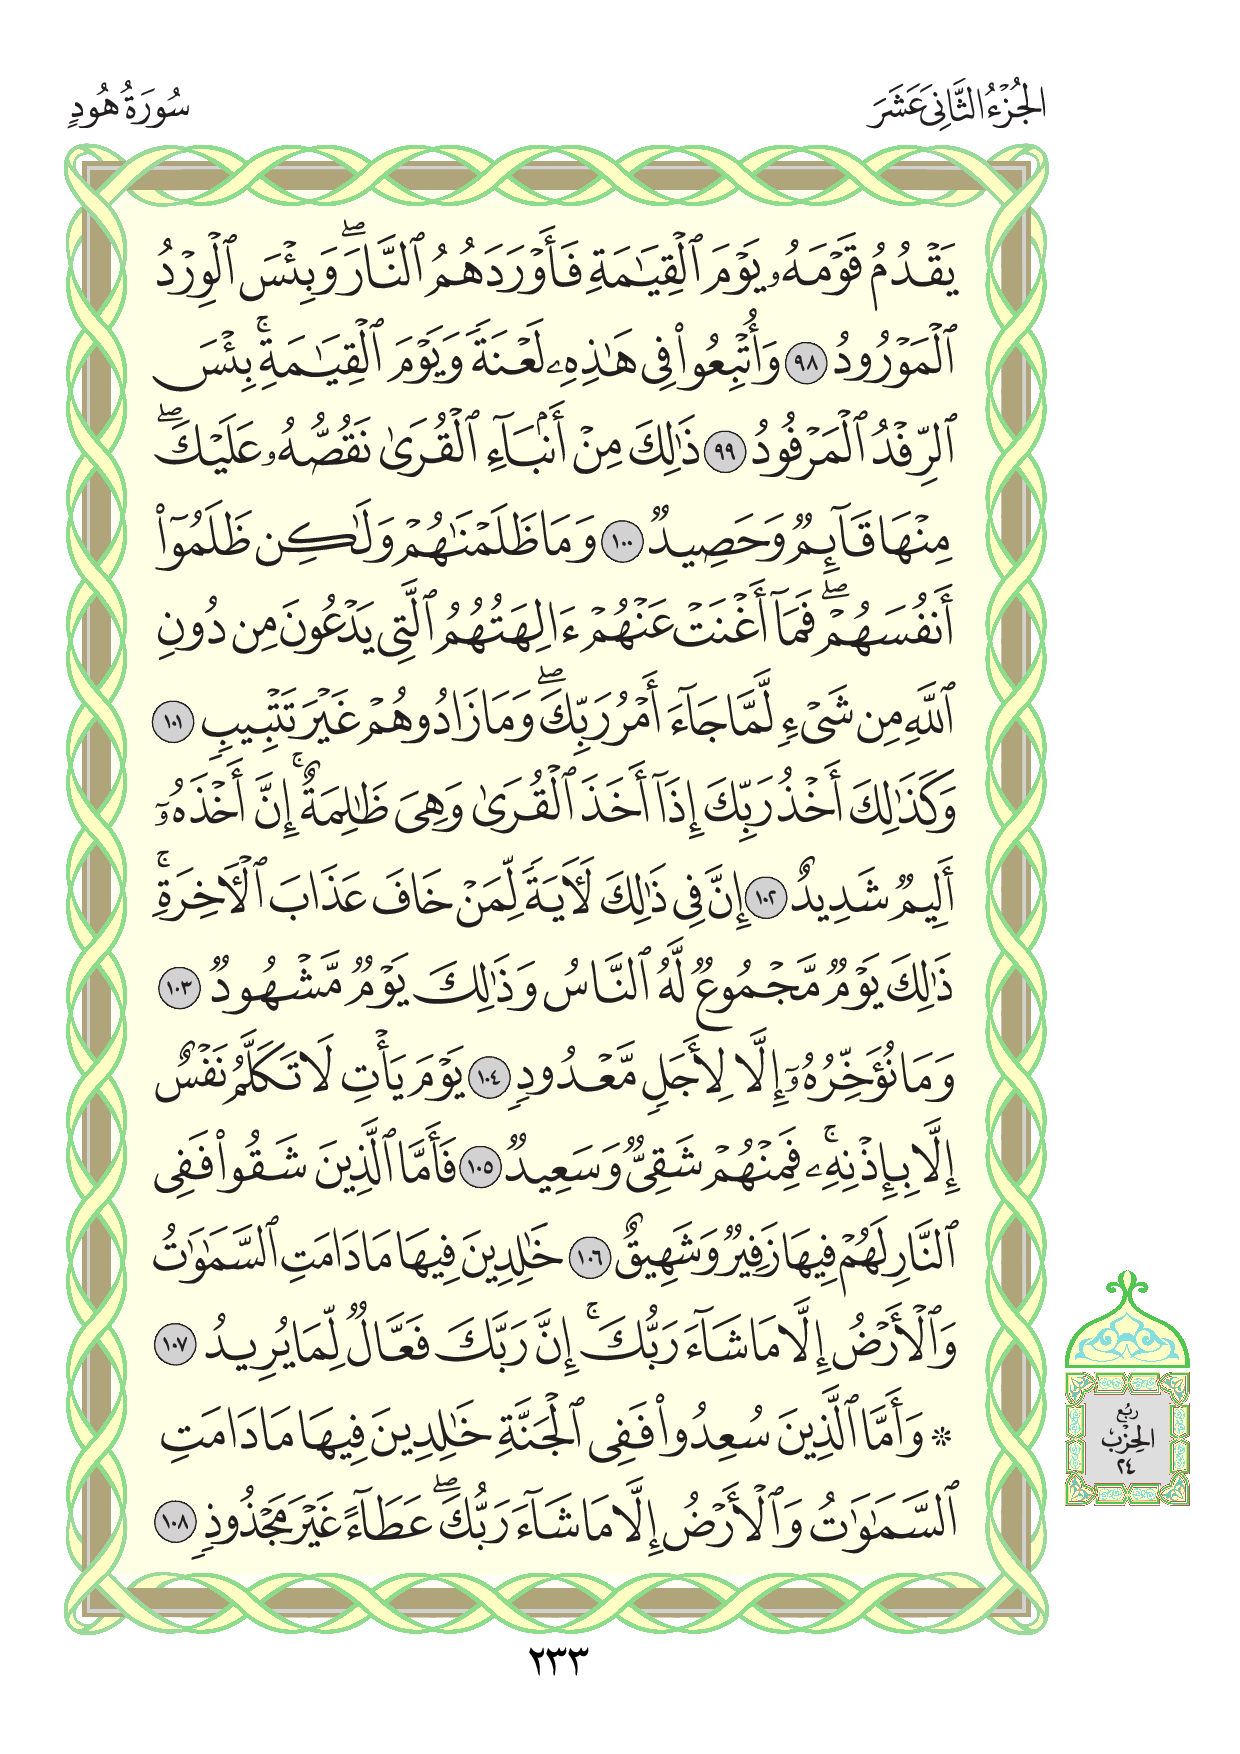 الجُزْءُ الثَّانِي عَشَرَ
سُورَةُ هُودٍ
يَقۡدُمُ قَوۡمَهُۥ يَوۡمَ ٱلۡقِيَٰمَةِ فَأَوۡرَدَهُمُ ٱلنَّارَۖ وَبِئۡسَ ٱلۡوِرۡدُ
ٱلۡمَوۡرُودُ ٩٨ وَأُتۡبِعُواْ فِي هَٰذِهِۦ لَعۡنَةٗ وَيَوۡمَ ٱلۡقِيَٰمَةِۚ بِئۡسَ
ٱلرِّفۡدُ ٱلۡمَرۡفُودُ ٩٩ ذَٰلِكَ مِنۡ أَنۢبَآءِ ٱلۡقُرَىٰ نَقُصُّهُۥ عَلَيۡكَۖ
مِنۡهَا قَآئِمٞ وَحَصِيدٞ ١٠٠ وَمَا ظَلَمۡنَٰهُمۡ وَلَٰكِن ظَلَمُوٓاْ
أَنفُسَهُمۡۖ فَمَآ أَغۡنَتۡ عَنۡهُمۡ ءَالِهَتُهُمُ ٱلَّتِي يَدۡعُونَ مِن دُونِ
ٱللَّهِ مِن شَيۡءٖ لَّمَّا جَآءَ أَمۡرُ رَبِّكَۖ وَمَا زَادُوهُمۡ غَيۡرَ تَتۡبِيبٖ ١٠١
وَكَذَٰلِكَ أَخۡذُ رَبِّكَ إِذَآ أَخَذَ ٱلۡقُرَىٰ وَهِيَ ظَٰلِمَةٌۚ إِنَّ أَخۡذَهُۥٓ
أَلِيمٞ شَدِيدٌ ١٠٢ إِنَّ فِي ذَٰلِكَ لَأٓيَةٗ لِّمَنۡ خَافَ عَذَابَ ٱلۡأٓخِرَةِۚ
ذَٰلِكَ يَوۡمٞ مَّجۡمُوعٞ لَّهُ ٱلنَّاسُ وَذَٰلِكَ يَوۡمٞ مَّشۡهُودٞ ١٠٣
وَمَا نُؤَخِّرُهُۥٓ إِلَّا لِأَجَلٖ مَّعۡدُودٖ ١٠٤ يَوۡمَ يَأۡتِ لَا تَكَلَّمُ نَفۡسٌ
إِلَّا بِإِذۡنِهِۦۚ فَمِنۡهُمۡ شَقِيّٞ وَسَعِيدٞ ١٠٥ فَأَمَّا ٱلَّذِينَ شَقُواْ فَفِي
ٱلنَّارِ لَهُمۡ فِيهَا زَفِيرٞ وَشَهِيقٌ ١٠٦ خَٰلِدِينَ فِيهَا مَا دَامَتِ ٱلسَّمَٰوَٰتُ
وَٱلۡأَرۡضُ إِلَّا مَا شَآءَ رَبُّكَۚ إِنَّ رَبَّكَ فَعَّالٞ لِّمَا يُرِيدُ ١٠٧
۞ وَأَمَّا ٱلَّذِينَ سُعِدُواْ فَفِي ٱلۡجَنَّةِ خَٰلِدِينَ فِيهَا مَا دَامَتِ
ٱلسَّمَٰوَٰتُ وَٱلۡأَرۡضُ إِلَّا مَا شَآءَ رَبُّكَۖ عَطَآءً غَيۡرَ مَجۡذُوذٖ ١٠٨
رُبْع
الحِزْب
٢٤
٢٣٣